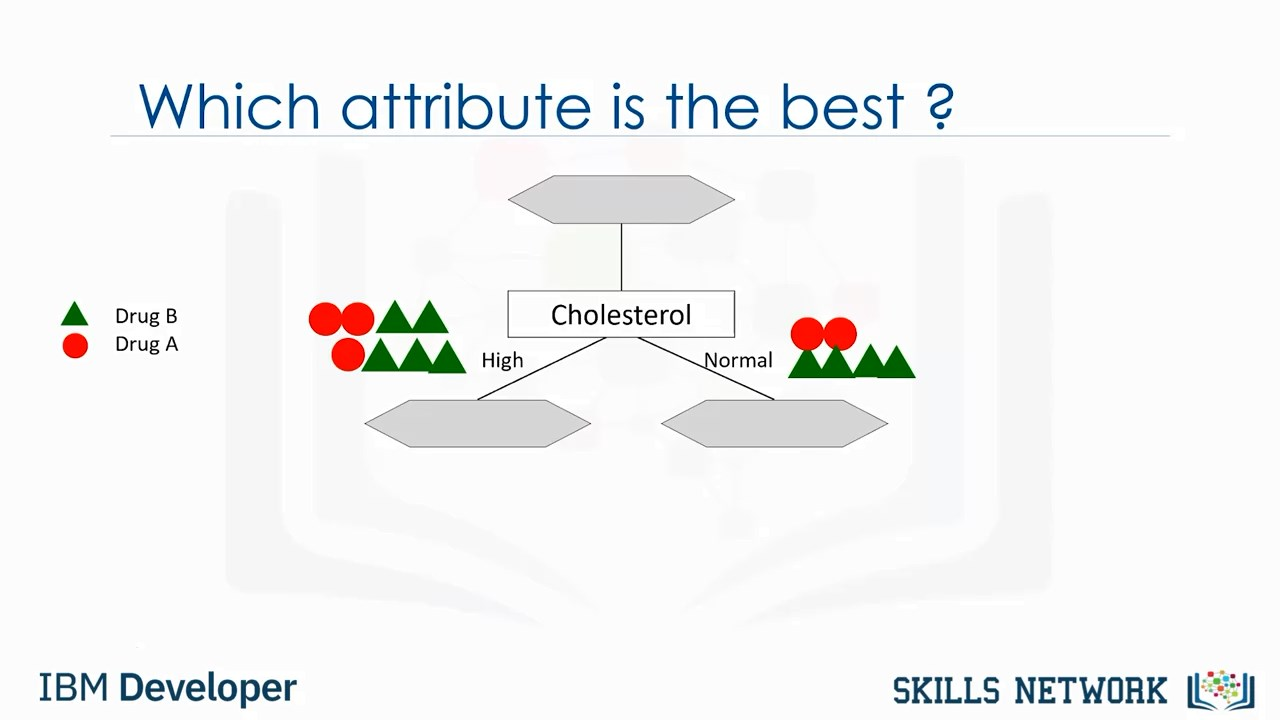 Which attribute is the best ?
Cholesterol
Drug B
Drug A
High
Normal
IBM Developer
SKILLS NETWORK